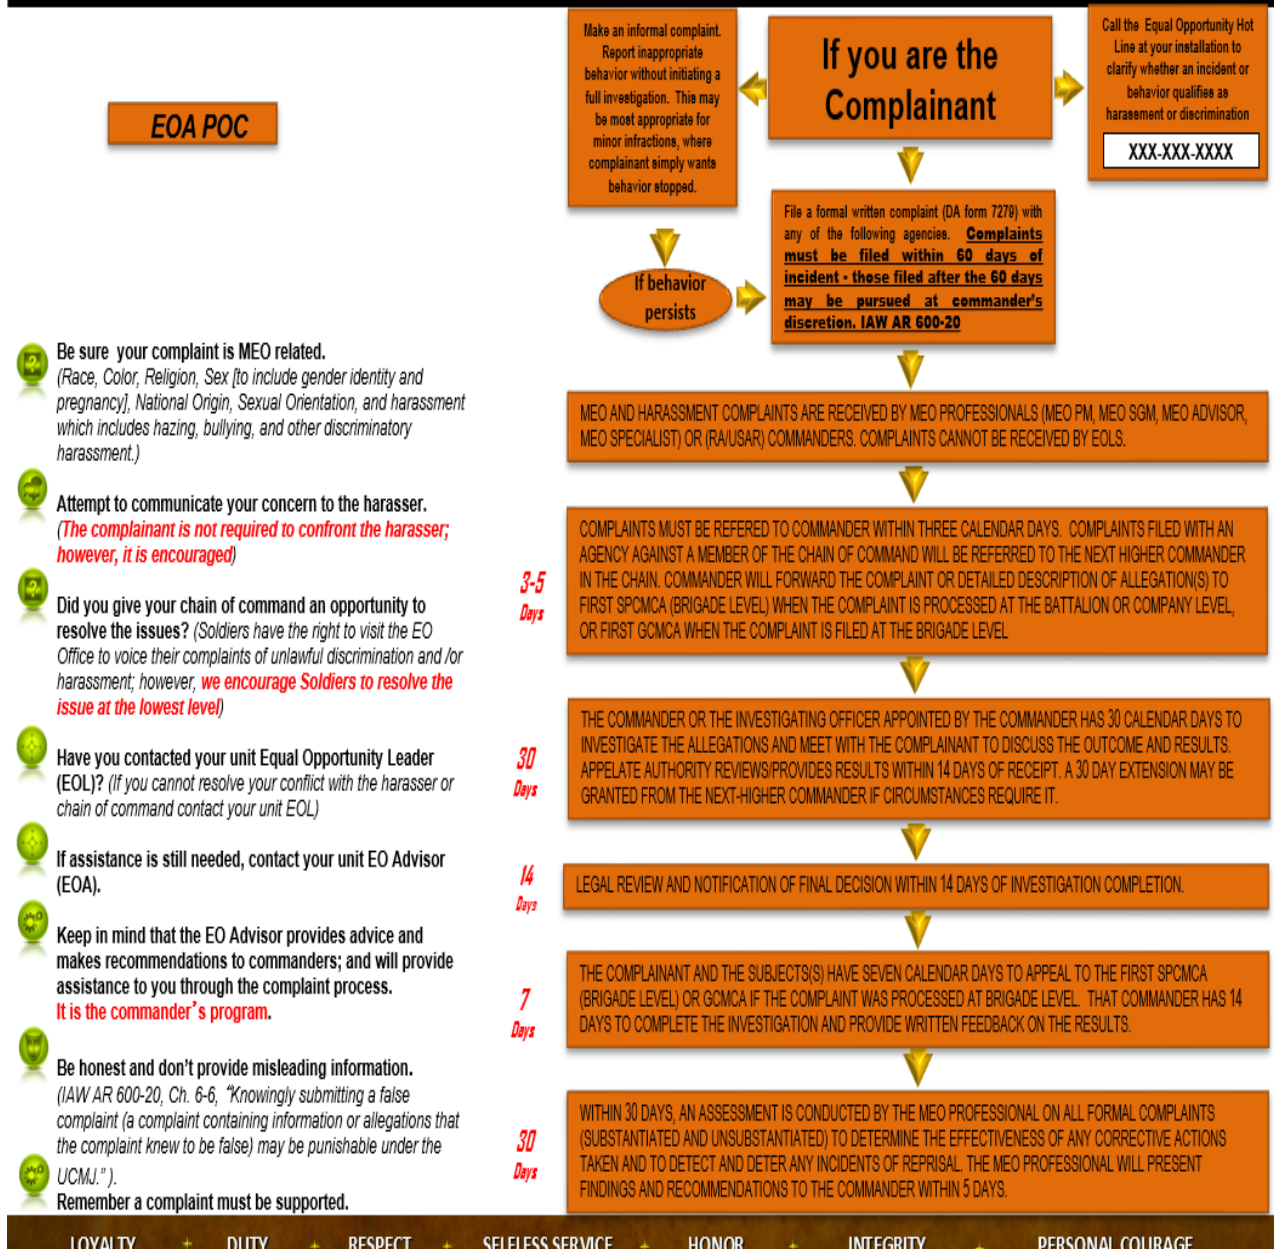 EOA POC
Make an informal complaint.
Report inappropriate
behavior without initiating a
full investigation. This may
be most appropriate for
minor infractions, where
complainant simply wants
behavior stopped.
If you are the
Complainant
Call the Equal Opportunity Hot
Line at your installation to
clarify whether an incident or
behavior qualifies as
harassment or discrimination
XXX-XXX-XXXX
If behavior
persists
File a formal written complaint (DA form 7279) with
any of the following agencies. Complaints
must be filed within 60 days of
incident - those filed after the 60 days
may be pursued at commander's
discretion. IAW AR 600-20
Be sure your complaint is MEO related.
(Race, Color, Religion, Sex [to include gender identity and
pregnancy], National Origin, Sexual Orientation, and harassment
which includes hazing, bullying, and other discriminatory
harassment.)
Attempt to communicate your concern to the harasser.
(The complainant is not required to confront the harasser;
however, it is encouraged)
Did you give your chain of command an opportunity to
resolve the issues? (Soldiers have the right to visit the EO
Office to voice their complaints of unlawful discrimination and /or
harassment; however, we encourage Soldiers to resolve the
issue at the lowest level)
Have you contacted your unit Equal Opportunity Leader
(EOL)? (If you cannot resolve your conflict with the harasser or
chain of command contact your unit EOL)
If assistance is still needed, contact your unit EO Advisor
(EOA).
Keep in mind that the EO Advisor provides advice and
makes recommendations to commanders; and will provide
assistance to you through the complaint process.
It is the commander's program.
Be honest and don't provide misleading information.
(IAW AR 600-20, Ch. 6-6, "Knowingly submitting a false
complaint (a complaint containing information or allegations that
the complaint knew to be false) may be punishable under the
UCMJ." ).
Remember a complaint must be supported.
MEO AND HARASSMENT COMPLAINTS ARE RECEIVED BY MEO PROFESSIONALS (MEO PM, MEO SGM, MEO ADVISOR,
MEO SPECIALIST) OR (RA/USAR) COMMANDERS. COMPLAINTS CANNOT BE RECEIVED BY EOLS.
3-5
Days
COMPLAINTS MUST BE REFERED TO COMMANDER WITHIN THREE CALENDAR DAYS. COMPLAINTS FILED WITH AN
AGENCY AGAINST A MEMBER OF THE CHAIN OF COMMAND WILL BE REFERRED TO THE NEXT HIGHER COMMANDER
IN THE CHAIN. COMMANDER WILL FORWARD THE COMPLAINT OR DETAILED DESCRIPTION OF ALLEGATION(S) TO
FIRST SPCMCA (BRIGADE LEVEL) WHEN THE COMPLAINT IS PROCESSED AT THE BATTALION OR COMPANY LEVEL,
OR FIRST GCMCA WHEN THE COMPLAINT IS FILED AT THE BRIGADE LEVEL
30
Days
THE COMMANDER OR THE INVESTIGATING OFFICER APPOINTED BY THE COMMANDER HAS 30 CALENDAR DAYS TO
INVESTIGATE THE ALLEGATIONS AND MEET WITH THE COMPLAINANT TO DISCUSS THE OUTCOME AND RESULTS.
APPELATE AUTHORITY REVIEWS/PROVIDES RESULTS WITHIN 14 DAYS OF RECEIPT. A 30 DAY EXTENSION MAY BE
GRANTED FROM THE NEXT-HIGHER COMMANDER IF CIRCUMSTANCES REQUIRE IT.
14
Days
LEGAL REVIEW AND NOTIFICATION OF FINAL DECISION WITHIN 14 DAYS OF INVESTIGATION COMPLETION.
7
Days
THE COMPLAINANT AND THE SUBJECTS(S) HAVE SEVEN CALENDAR DAYS TO APPEAL TO THE FIRST SPCMCA
(BRIGADE LEVEL) OR GCMCA IF THE COMPLAINT WAS PROCESSED AT BRIGADE LEVEL. THAT COMMANDER HAS 14
DAYS TO COMPLETE THE INVESTIGATION AND PROVIDE WRITTEN FEEDBACK ON THE RESULTS.
30
Days
WITHIN 30 DAYS, AN ASSESSMENT IS CONDUCTED BY THE MEO PROFESSIONAL ON ALL FORMAL COMPLAINTS
(SUBSTANTIATED AND UNSUBSTANTIATED) TO DETERMINE THE EFFECTIVENESS OF ANY CORRECTIVE ACTIONS
TAKEN AND TO DETECT AND DETER ANY INCIDENTS OF REPRISAL. THE MEO PROFESSIONAL WILL PRESENT
FINDINGS AND RECOMMENDATIONS TO THE COMMANDER WITHIN 5 DAYS.
LOYALTY DUTY RESPECT SELFLESS SERVICE HONOR INTEGRITY PERSONAL COURAGE